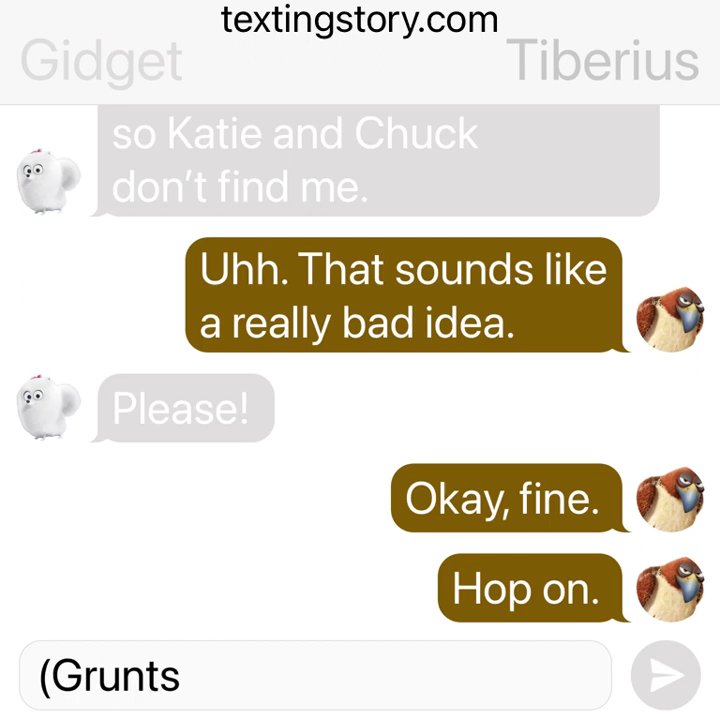 textingstory.com
Gidget
Tiberius
so Katie and Chuck
don’t find me.
Uhh. That sounds like
a really bad idea.
Please!
Okay, fine.
Hop on.
(Grunts